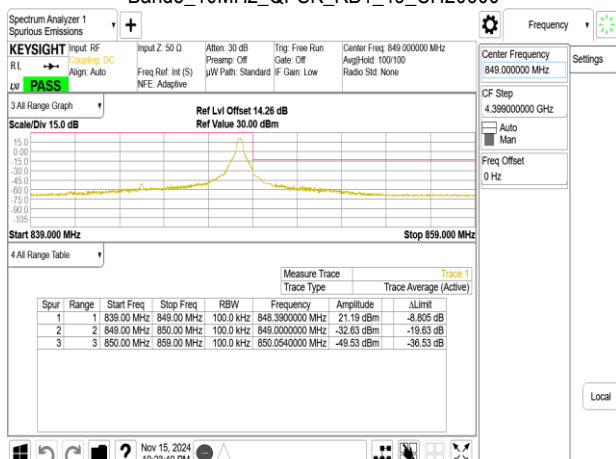 Spectrum Analyzer 1
Spurious Emissions
Frequency
KEYSIGHT
RL
PASS
Input: RF
Coupling: DC
Align: Auto
Input Z: 50 Ω
Freq Ref: Int (S)
NFE: Adaptive
Atten: 30 dB
Preamp: Off
µW Path: Standard
Trig: Free Run
Gate: Off
IF Gain: Low
Center Freq: 849.000000 MHz
Avg|Hold: 100/100
Radio Std: None
Center Frequency
849.000000 MHz
Settings
CF Step
4.399000000 GHz
Auto
Man
Freq Offset
0 Hz
3 All Range Graph
Scale/Div 15.0 dB
Ref Lvl Offset 14.26 dB
Ref Value 30.00 dBm
15.0
0.00
-15.0
-30.0
-45.0
-60.0
-75.0
-90.0
-105
Start 839.000 MHz
Stop 859.000 MHz
4 All Range Table
Measure Trace Trace 1
Trace Type Trace Average (Active)
Spur Range Start Freq Stop Freq RBW Frequency Amplitude ΔLimit
1 1 839.00 MHz 849.00 MHz 100.0 kHz 848.3900000 MHz 21.19 dBm -8.805 dB
2 2 849.00 MHz 850.00 MHz 100.0 kHz 849.0000000 MHz -32.63 dBm -19.63 dB
3 3 850.00 MHz 859.00 MHz 100.0 kHz 850.0540000 MHz -49.53 dBm -36.53 dB
Local
Nov 15, 2024